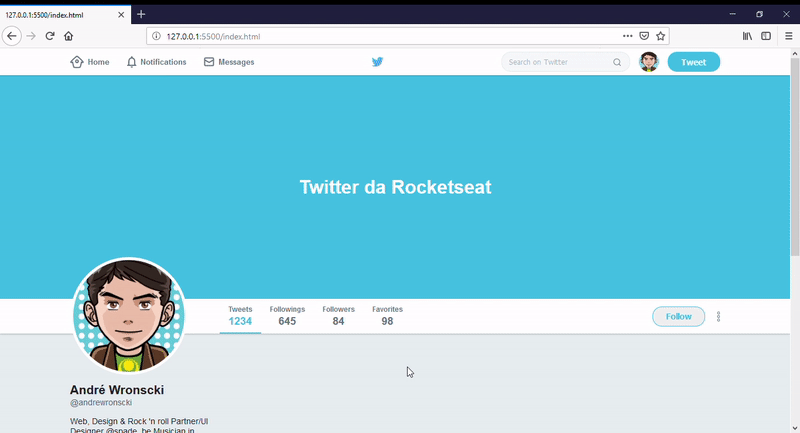 127.0.0.1:5500/index.html
127.0.0.1:5500/index.html
Home Notifications Messages Search on Twitter Tweet
Twitter da Rocketseat
Tweets Followings Followers Favorites
1234 645 84 98
Follow
André Wronscki
@andrewronscki
Web, Design & Rock 'n roll Partner/UI
Designer @spade, be Musician in